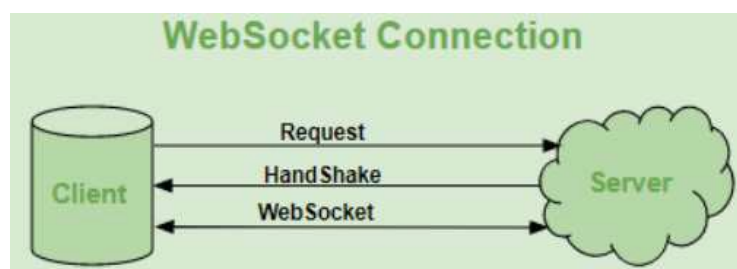 WebSocket Connection
Request
HandShake
Client
Server
WebSocket